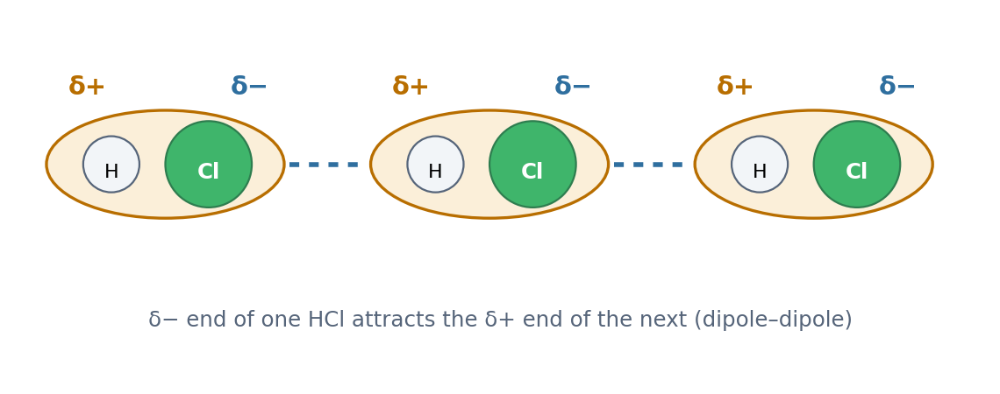 δ+ δ− δ+ δ− δ+ δ−
H Cl H Cl H Cl
δ− end of one HCl attracts the δ+ end of the next (dipole–dipole)